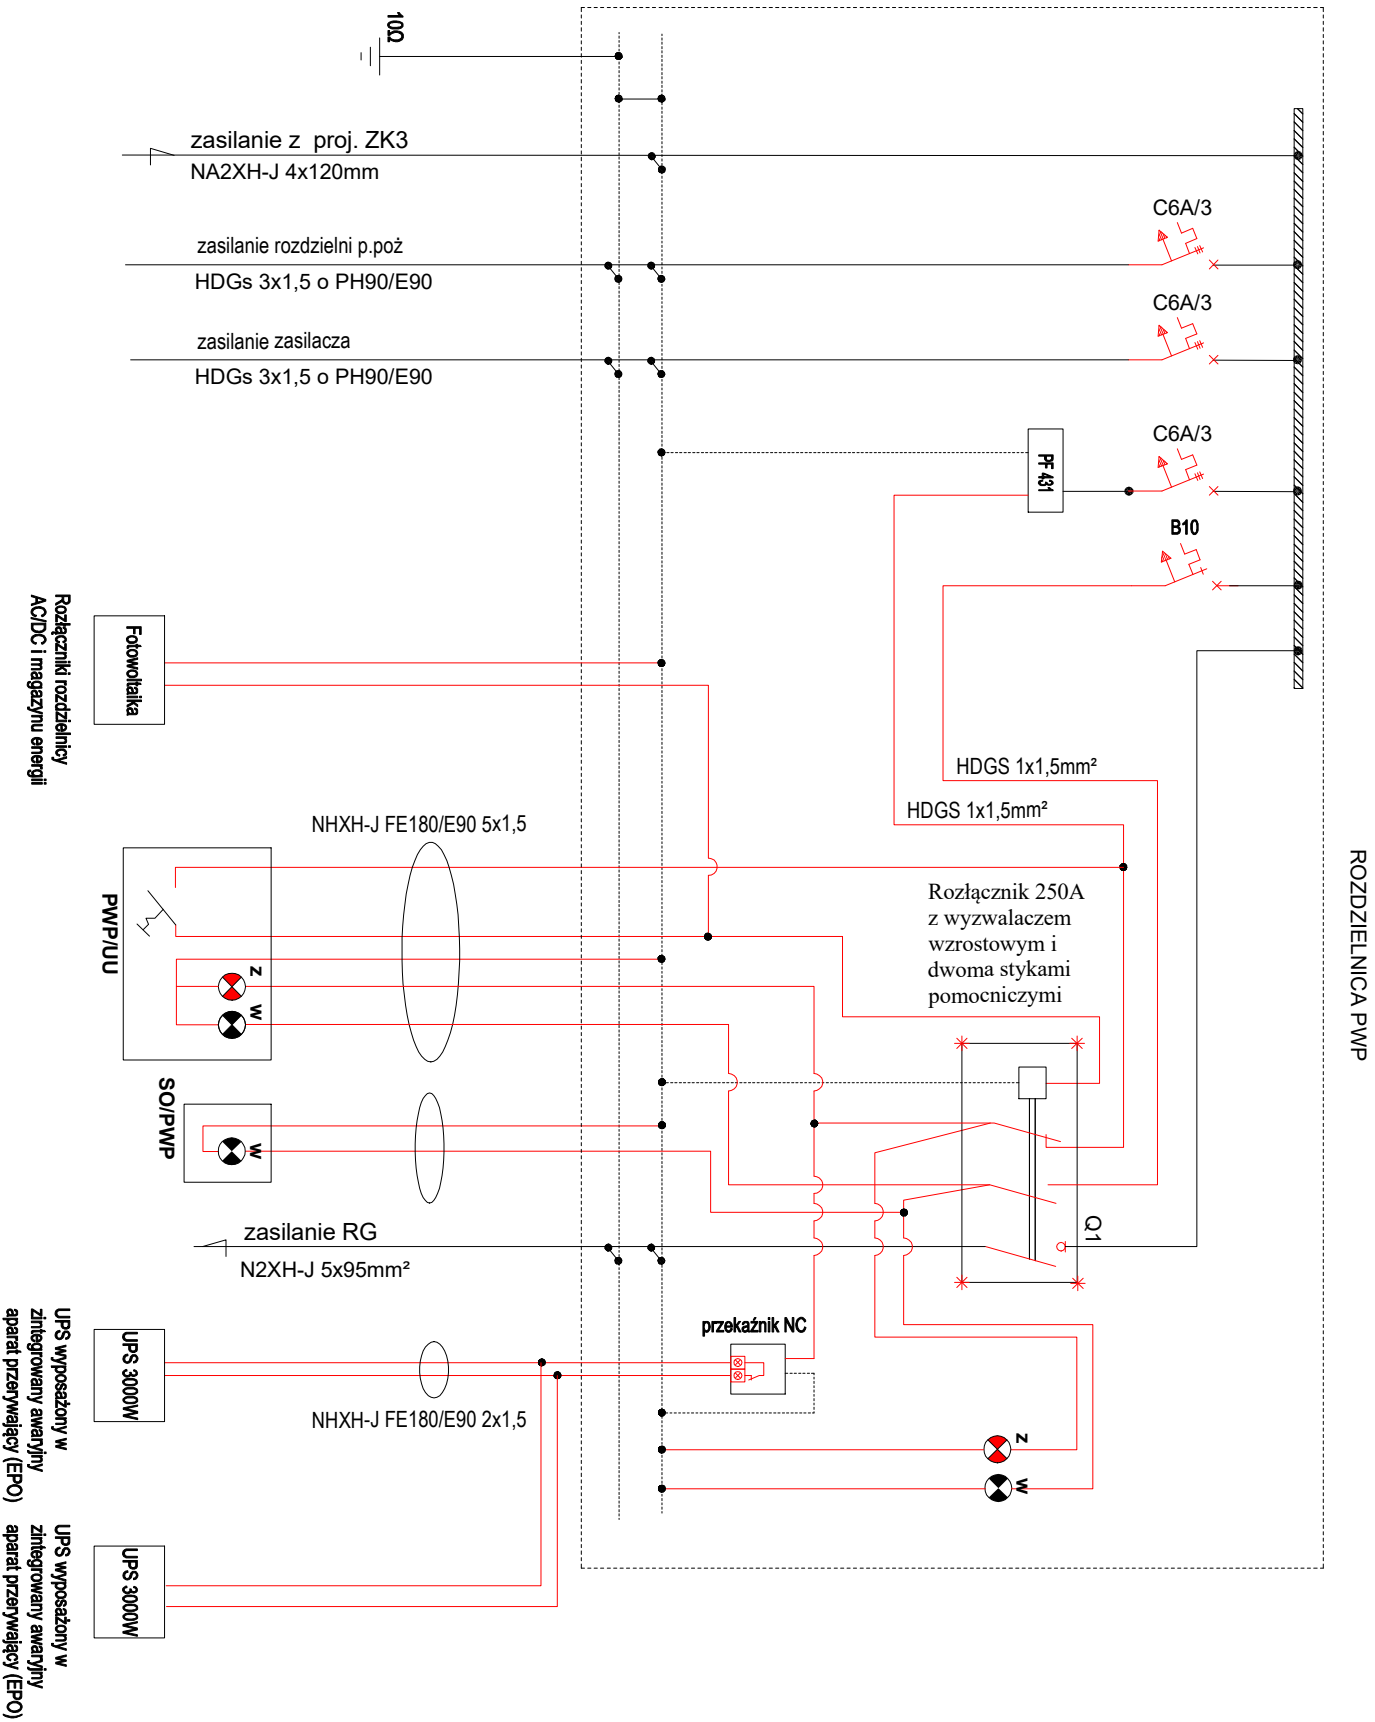 10Ω
zasilanie z proj. ZK3
NA2XH-J 4x120mm
C6A/3
zasilanie rozdzielni p.poż
HDGs 3x1,5 o PH90/E90
C6A/3
zasilanie zasilacza
HDGs 3x1,5 o PH90/E90
C6A/3
PF 431
B10
Fotowoltaika
Rozłączniki rozdzielnicy
AC/DC i magazynu energii
HDGS 1x1,5mm²
HDGS 1x1,5mm²
NHXH-J FE180/E90 5x1,5
ROZDZIELNICA PWP
Rozłącznik 250A
z wyzwalaczem
wzrostowym i
dwoma stykami
pomocniczymi
PWP/UU
Z
W
SO/PWP
W
Q1
zasilanie RG
N2XH-J 5x95mm²
przekaźnik NC
UPS 3000W
UPS wyposażony w
zintegrowany awaryjny
aparat przerywający (EPO)
NHXH-J FE180/E90 2x1,5
Z
W
UPS 3000W
UPS wyposażony w
zintegrowany awaryjny
aparat przerywający (EPO)